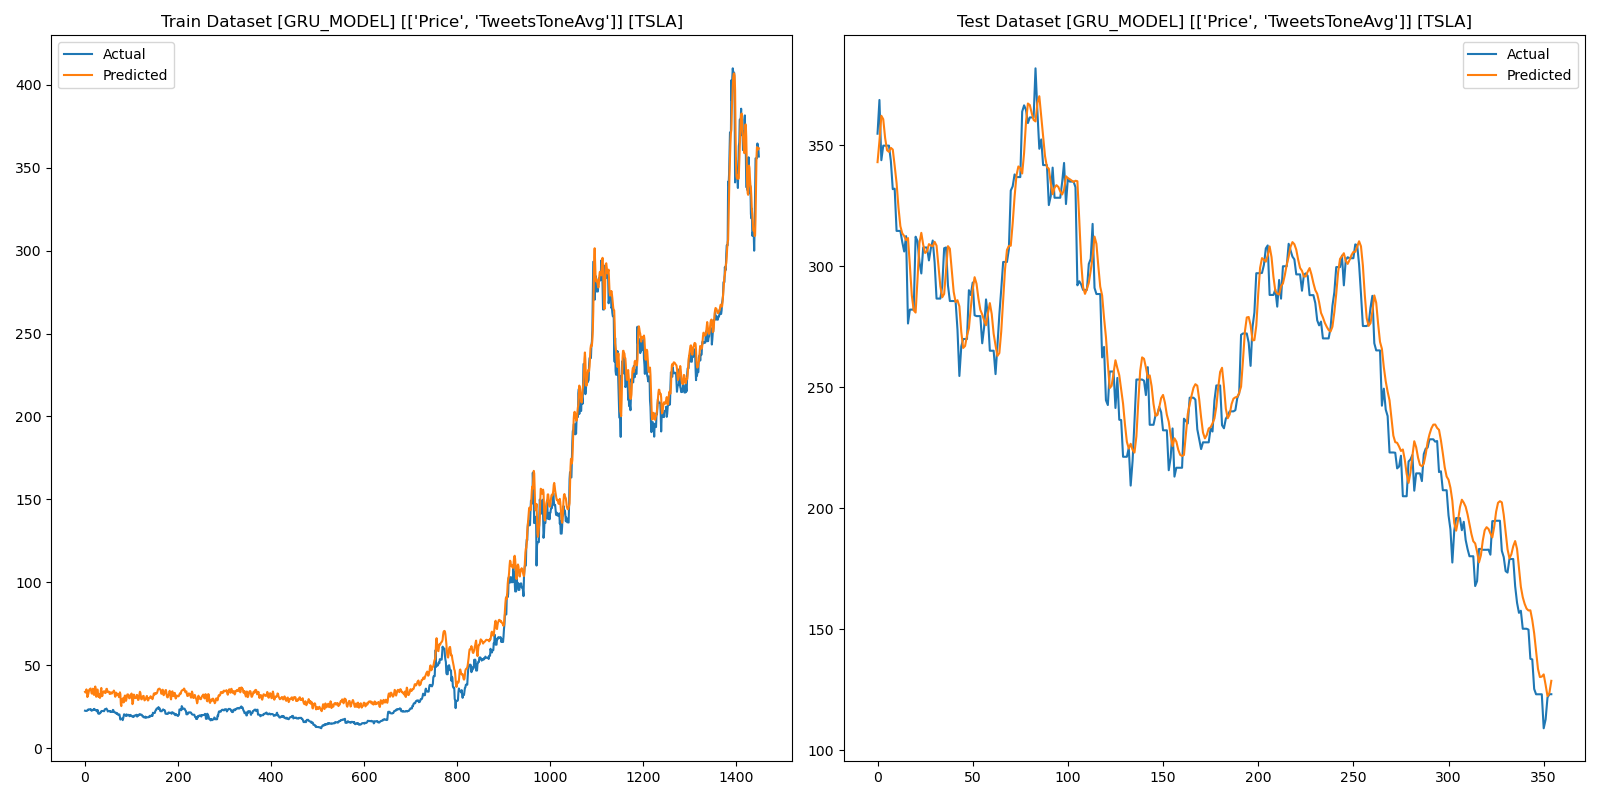 Train Dataset [GRU_MODEL] [['Price', 'TweetsToneAvg']] [TSLA]
Actual
Predicted
400
350
300
250
200
150
100
50
0
0 200 400 600 800 1000 1200 1400
Test Dataset [GRU_MODEL] [['Price', 'TweetsToneAvg']] [TSLA]
Actual
Predicted
350
300
250
200
150
100
0 50 100 150 200 250 300 350